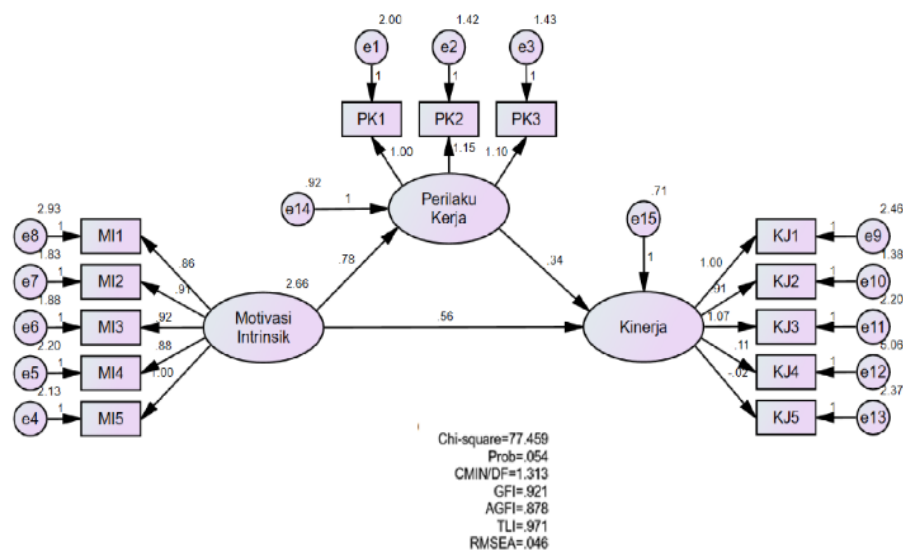 2.00
1.42
1.43
e1
e2
e3
1
1
1
PK1
PK2
PK3
1.00
1.15
1.10
.92
e14
1
Perilaku
Kerja
.71
e15
1
2.93
e8
1
MI1
1.83
e7
1
MI2
1.88
e6
1
MI3
2.20
e5
1
MI4
2.13
e4
1
MI5
.86
.91
.92
.88
1.00
2.66
Motivasi
Intrinsik
.78
.34
.56
Kinerja
1.00
.91
1.07
.11
-.02
KJ1
1
e9
2.46
KJ2
1
e10
1.38
KJ3
1
e11
2.20
KJ4
1
e12
5.06
KJ5
1
e13
2.37
Chi-square=77.459
Prob=.054
CMIN/DF=1.313
GFI=.921
AGFI=.878
TLI=.971
RMSEA=.046